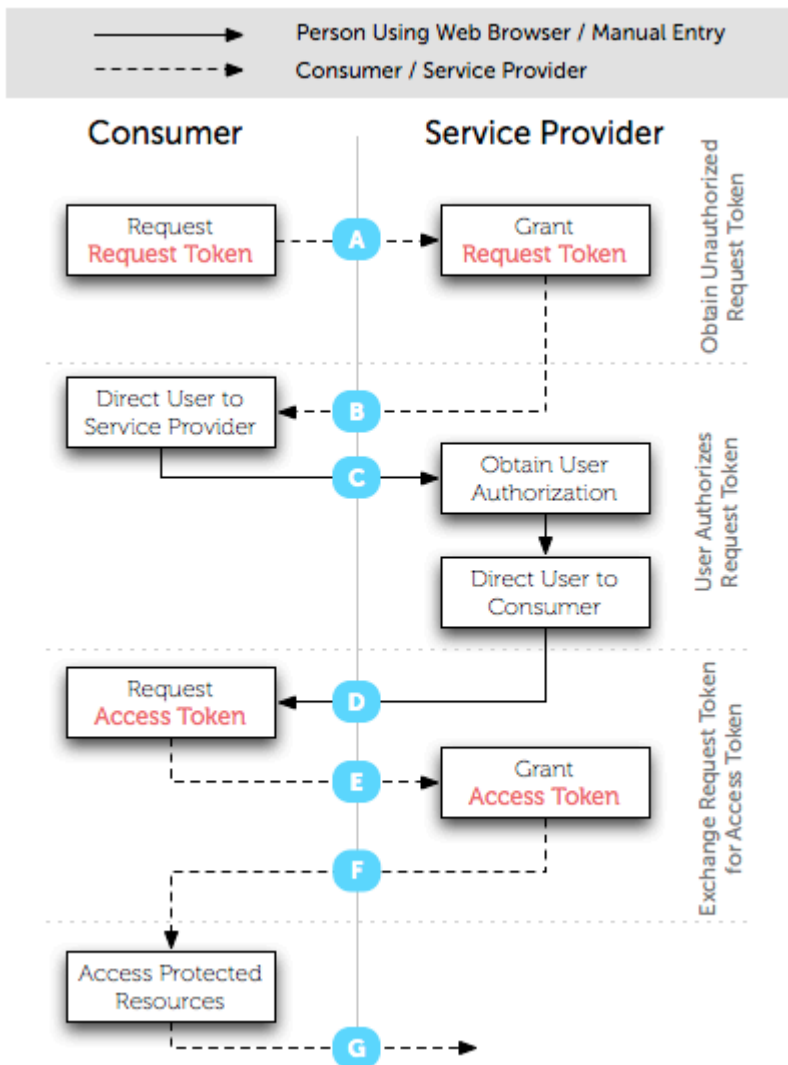 Person Using Web Browser / Manual Entry
Consumer / Service Provider
Consumer
Service Provider
Obtain Unauthorized
Request Token
Request
Request Token
A
Grant
Request Token
Direct User to
Service Provider
B
C
Obtain User
Authorization
User Authorizes
Request Token
Direct User to
Consumer
Request
Access Token
D
E
Grant
Access Token
Exchange Request Token
for Access Token
F
Access Protected
Resources
G